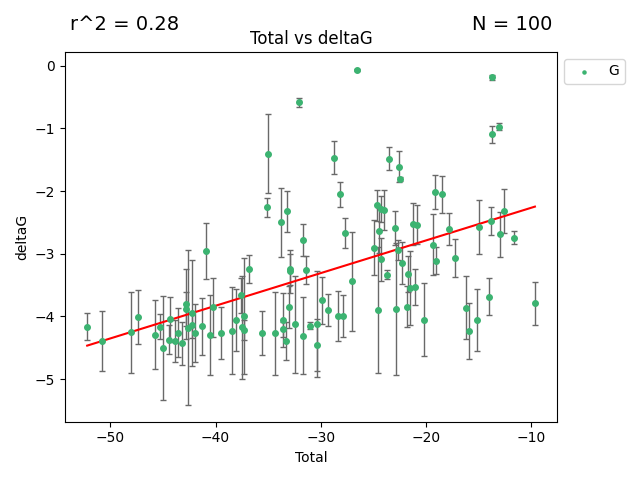 r^2 = 0.28
N = 100
Total vs deltaG
G
0
−1
−2
−3
−4
−5
deltaG
−50
−40
−30
−20
−10
Total